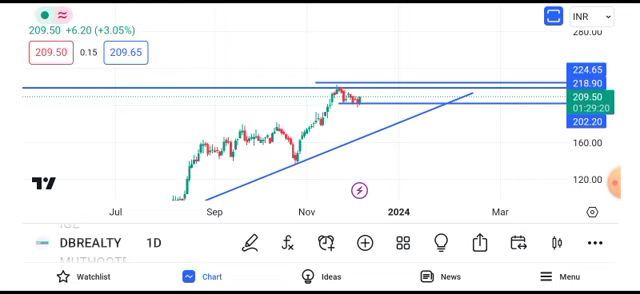 INR
209.50 +6.20 (+3.05%)
280.00
209.50 0.15 209.65
224.65
218.90
209.50
01:29:20
202.20
160.00
120.00
Jul Sep Nov 2024 Mar
DBREALTY 1D
MUTHOOTF
Watchlist Chart Ideas News Menu